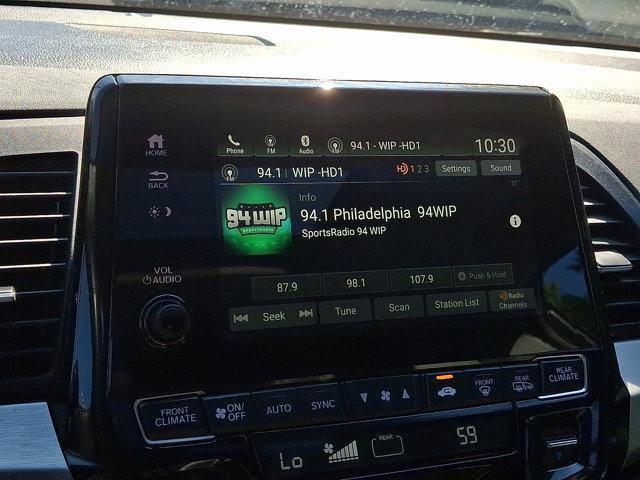 Phone FM Audio 94.1 - WIP -HD1 10:30
HOME
FM 94.1 | WIP -HD1 HD 1 2 3 Settings Sound
BACK
Info
94WIP
SPORTSRADIO
94.1 Philadelphia 94WIP
SportsRadio 94 WIP
VOL
AUDIO
87.9 98.1 107.9 Push & Hold
Seek Tune Scan Station List HD Radio
Channels
FRONT
CLIMATE
ON/
OFF
AUTO SYNC
FRONT
REAR
REAR
CLIMATE
Lo REAR 59